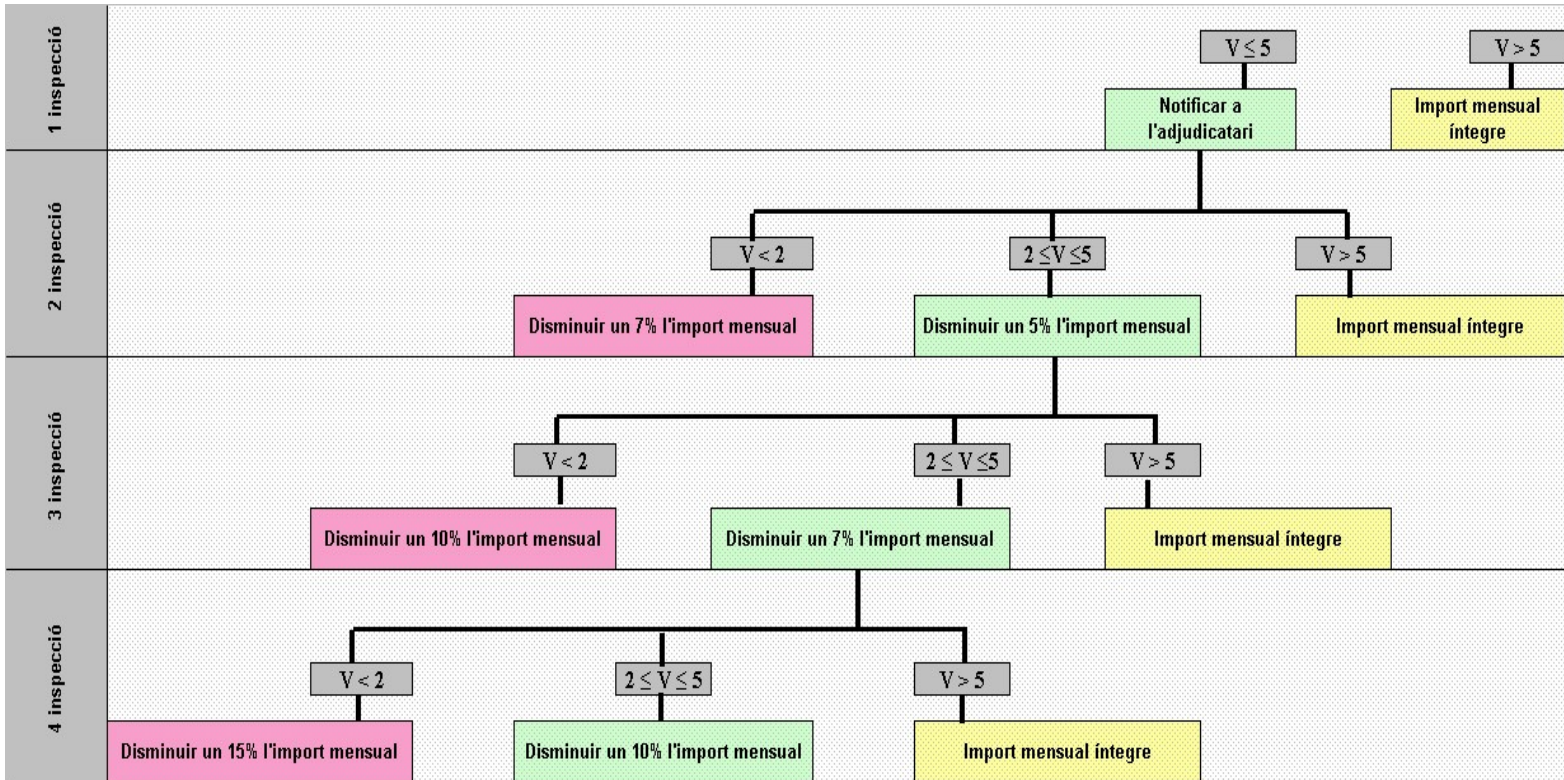 1 inspecció
V ≤ 5
V > 5
Notificar a
l'adjudicatari
Import mensual
íntegre
2 inspecció
V < 2
2 ≤V ≤5
V > 5
Disminuir un 7% l'import mensual
Disminuir un 5% l'import mensual
Import mensual íntegre
3 inspecció
V < 2
2 ≤ V ≤5
V > 5
Disminuir un 10% l'import mensual
Disminuir un 7% l'import mensual
Import mensual íntegre
4 inspecció
V < 2
2 ≤ V ≤ 5
V > 5
Disminuir un 15% l'import mensual
Disminuir un 10% l'import mensual
Import mensual íntegre